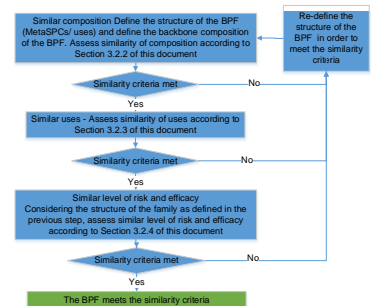 Similar composition Define the structure of the BPF
(MetaSPCs/ uses) and define the backbone composition
of the BPF. Assess similarity of composition according to
Section 3.2.2 of this document
Re-define the
structure of the
BPF in order to
meet the similarity
criteria
Similarity criteria met
No
Yes
Similar uses - Assess similarity of uses according to
Section 3.2.3 of this document
Similarity criteria met
No
Yes
Similar level of risk and efficacy
Considering the structure of the family as defined in the
previous step, assess similar level of risk and efficacy
according to Section 3.2.4 of this document
Similarity criteria met
No
Yes
The BPF meets the similarity criteria